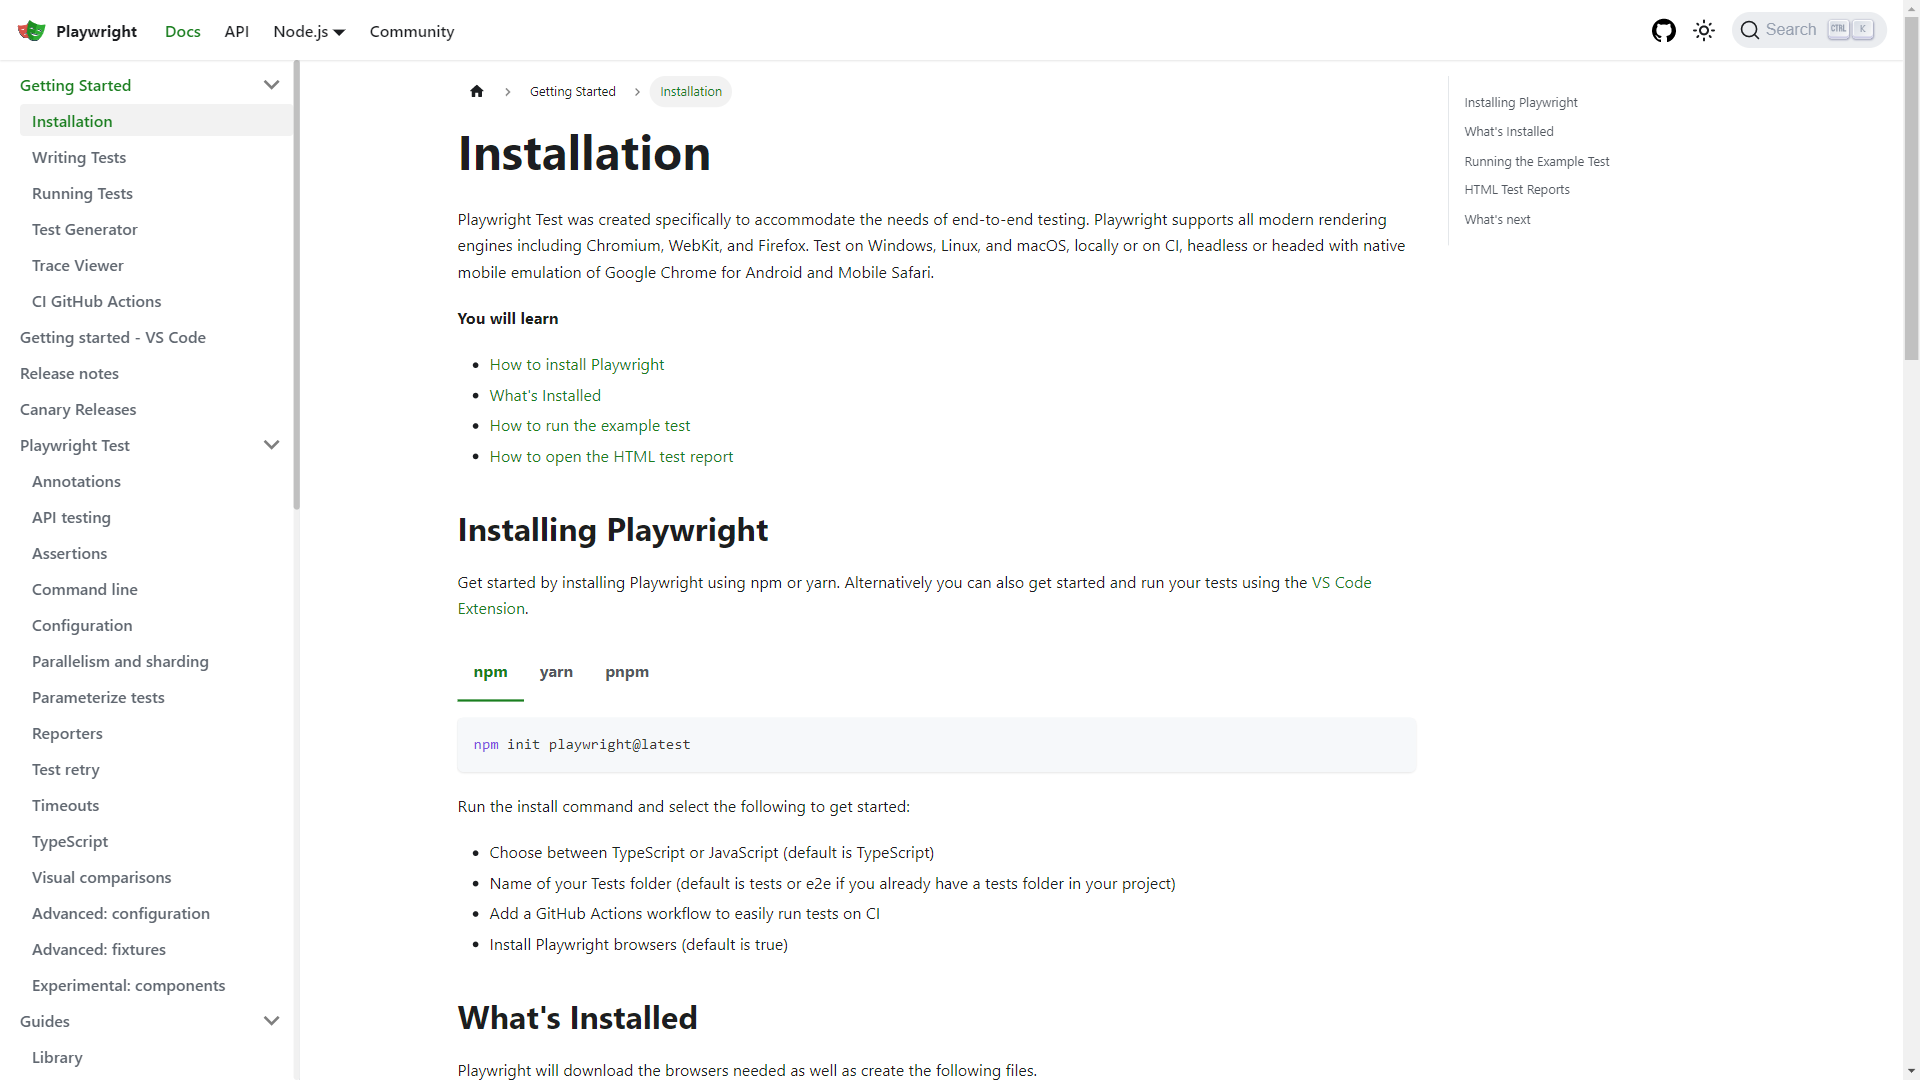 Playwright
Docs
API
Node.js
Community
Search
CTRL
K
Getting Started
Installation
Writing Tests
Running Tests
Test Generator
Trace Viewer
CI GitHub Actions
Getting started - VS Code
Release notes
Canary Releases
Playwright Test
Annotations
API testing
Assertions
Command line
Configuration
Parallelism and sharding
Parameterize tests
Reporters
Test retry
Timeouts
TypeScript
Visual comparisons
Advanced: configuration
Advanced: fixtures
Experimental: components
Guides
Library
Getting Started
Installation
Installation
Playwright Test was created specifically to accommodate the needs of end-to-end testing. Playwright supports all modern rendering
engines including Chromium, WebKit, and Firefox. Test on Windows, Linux, and macOS, locally or on CI, headless or headed with native
mobile emulation of Google Chrome for Android and Mobile Safari.
You will learn
• How to install Playwright
• What's Installed
• How to run the example test
• How to open the HTML test report
Installing Playwright
Get started by installing Playwright using npm or yarn. Alternatively you can also get started and run your tests using the VS Code
Extension.
npm yarn pnpm
npm init playwright@latest
Run the install command and select the following to get started:
• Choose between TypeScript or JavaScript (default is TypeScript)
• Name of your Tests folder (default is tests or e2e if you already have a tests folder in your project)
• Add a GitHub Actions workflow to easily run tests on CI
• Install Playwright browsers (default is true)
What's Installed
Playwright will download the browsers needed as well as create the following files.
Installing Playwright
What's Installed
Running the Example Test
HTML Test Reports
What's next